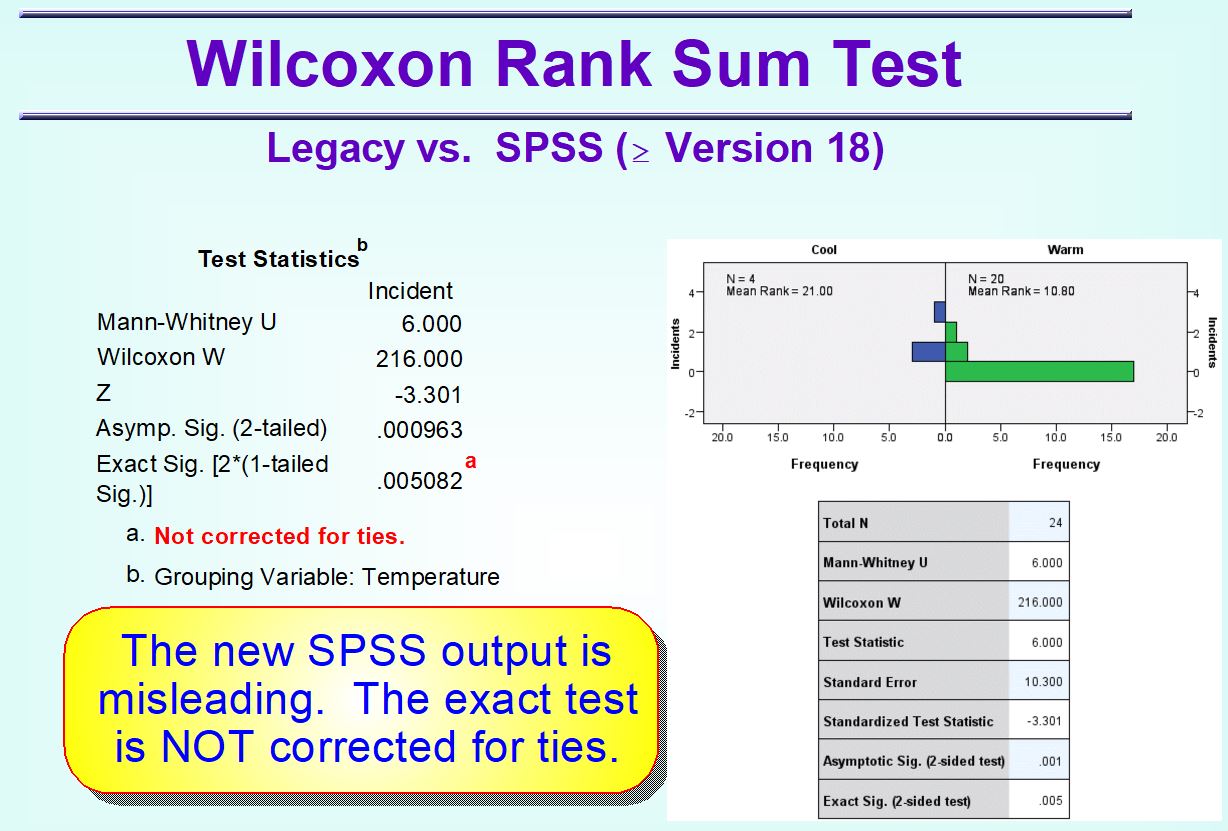 Wilcoxon Rank Sum Test
Legacy vs. SPSS (≥ Version 18)
Test Statistics b
Incident
Mann-Whitney U 6.000
Wilcoxon W 216.000
Z -3.301
Asymp. Sig. (2-tailed) .000963
Exact Sig. [2*(1-tailed
Sig.)] .005082 a
a. Not corrected for ties.
b. Grouping Variable: Temperature
The new SPSS output is
misleading. The exact test
is NOT corrected for ties.
Cool Warm
N = 4 N = 20
Mean Rank = 21.00 Mean Rank = 10.80
Incidents
4 2 0 -2
4 2 0 -2
Incidents
20.0 15.0 10.0 5.0 0.0 5.0 10.0 15.0 20.0
Frequency Frequency
Total N 24
Mann-Whitney U 6.000
Wilcoxon W 216.000
Test Statistic 6.000
Standard Error 10.300
Standardized Test Statistic -3.301
Asymptotic Sig. (2-sided test) .001
Exact Sig. (2-sided test) .005